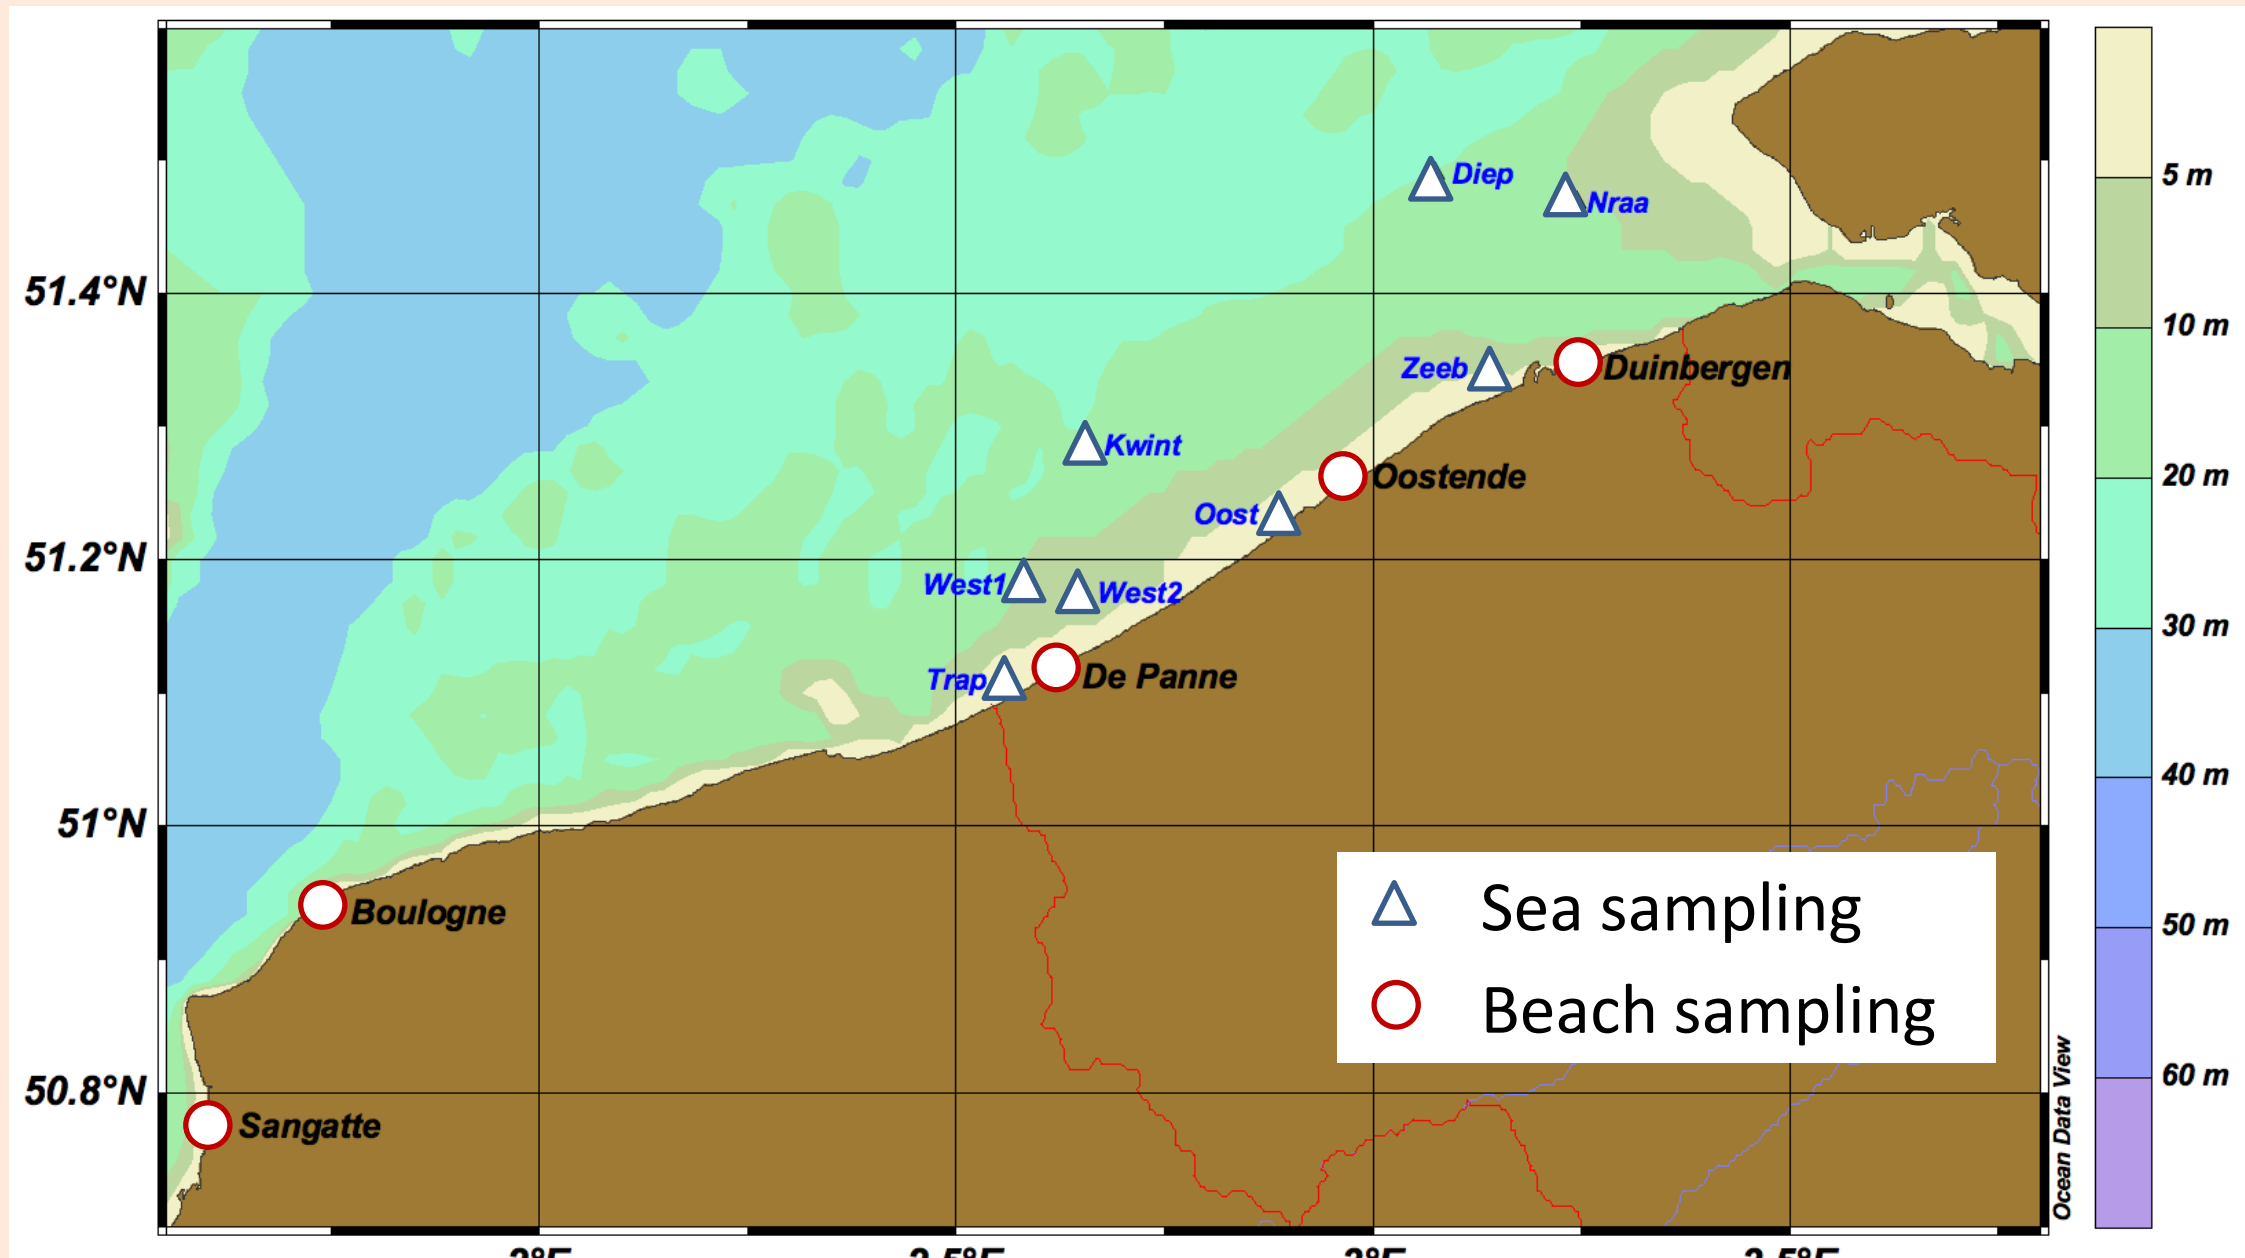 Diep
Nraa
5 m
51.4°N
10 m
Zeeb
Duinbergen
Kwint
Oostende
20 m
Oost
51.2°N
West1
West2
30 m
Trap
De Panne
40 m
51°N
Boulogne
Sea sampling
50 m
Beach sampling
60 m
50.8°N
Sangatte
Ocean Data View